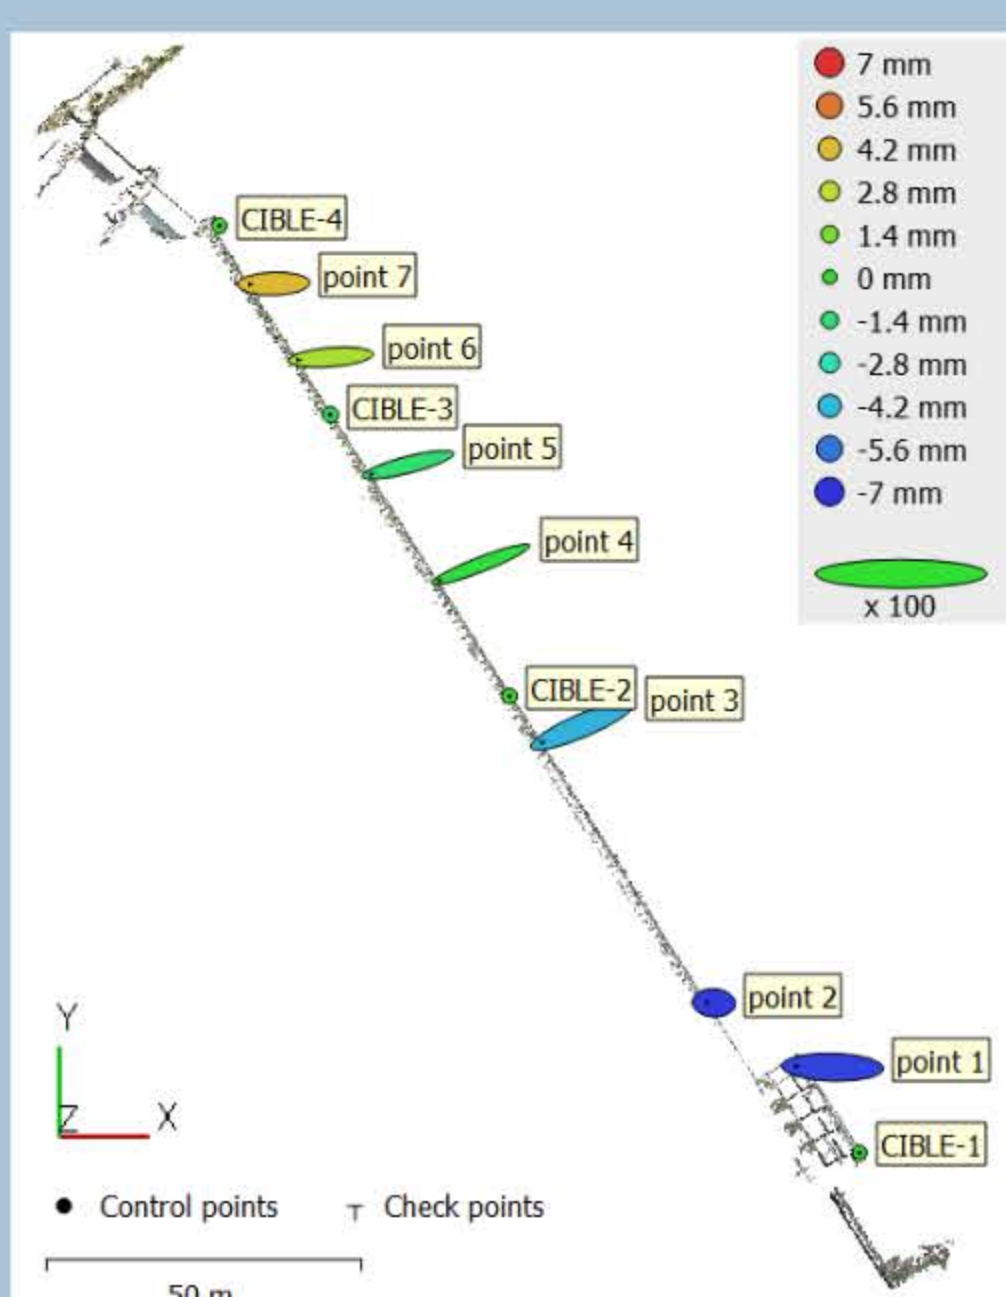 7 mm
5.6 mm
4.2 mm
2.8 mm
1.4 mm
0 mm
-1.4 mm
-2.8 mm
-4.2 mm
-5.6 mm
-7 mm
x 100
CIBLE-4
point 7
point 6
CIBLE-3
point 5
point 4
CIBLE-2
point 3
point 2
point 1
CIBLE-1
Y
Z
X
Control points
Check points
50 m